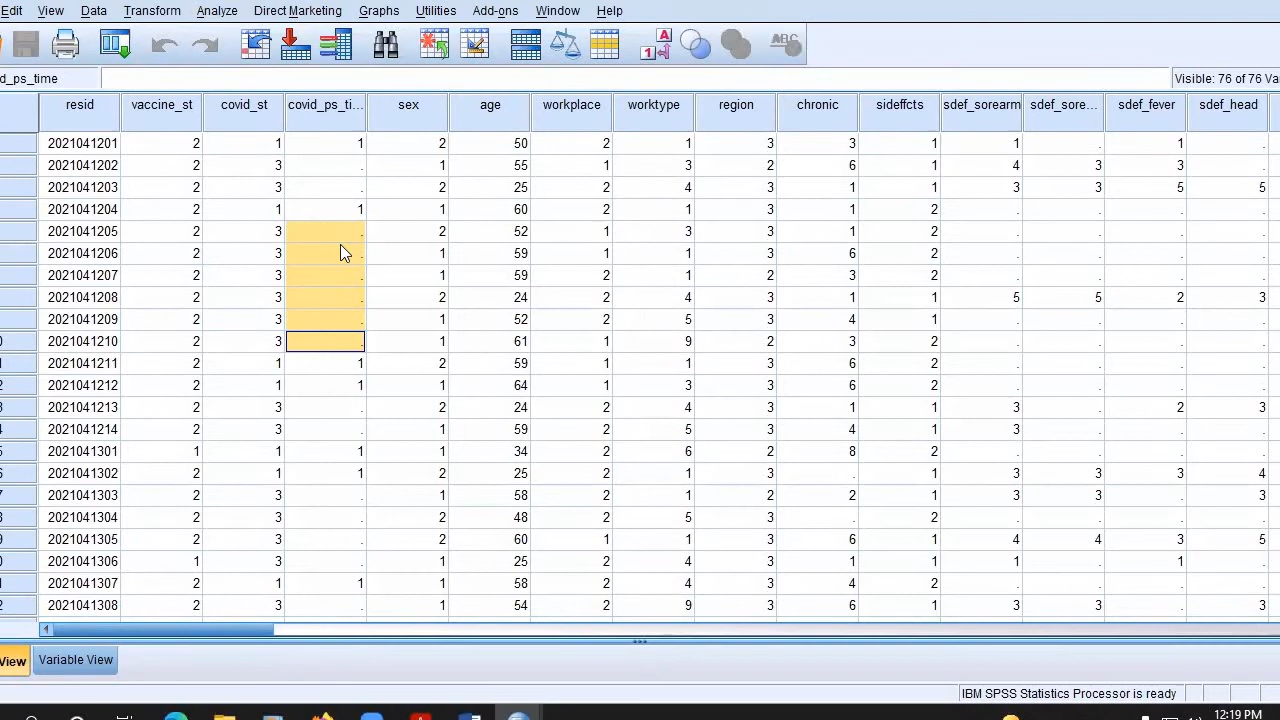 Edit View Data Transform Analyze Direct Marketing Graphs Utilities Add-ons Window Help
d_ps_time Visible: 76 of 76 Va
resid vaccine_st covid_st covid_ps_ti... sex age workplace worktype region chronic sideffcts sdef_sorearm sdef_sore... sdef_fever sdef_head
2021041201 2 1 1 2 50 2 1 3 3 1 1 . 1 .
2021041202 2 3 . 1 55 1 3 2 6 1 4 3 3 .
2021041203 2 3 . 2 25 2 4 3 1 1 3 3 5 5
2021041204 2 1 1 1 60 2 1 3 1 2 . . . .
2021041205 2 3 . 2 52 1 3 3 1 2 . . . .
2021041206 2 3 . 1 59 1 1 3 6 2 . . . .
2021041207 2 3 . 1 59 2 1 2 3 2 . . . .
2021041208 2 3 . 2 24 2 4 3 1 1 5 5 2 3
2021041209 2 3 . 1 52 2 5 3 4 1 . . . .
0 2021041210 2 3 . 1 61 1 9 2 3 2 . . . .
1 2021041211 2 1 1 2 59 1 1 3 6 2 . . . .
2 2021041212 2 1 1 1 64 1 3 3 6 2 . . . .
3 2021041213 2 3 . 2 24 2 4 3 1 1 3 . 2 3
4 2021041214 2 3 . 1 59 2 5 3 4 1 3 . . .
5 2021041301 1 1 1 1 34 2 6 2 8 2 . . . .
6 2021041302 2 1 1 2 25 2 1 3 . 1 3 3 3 4
7 2021041303 2 3 . 1 58 2 1 2 2 1 3 3 . 3
8 2021041304 2 3 . 2 48 2 5 3 . 2 . . . .
9 2021041305 2 3 . 2 60 1 1 3 6 1 4 4 3 5
0 2021041306 1 3 . 1 25 2 4 3 1 1 1 . 1 .
1 2021041307 2 1 1 1 58 2 4 3 4 2 . . . .
2 2021041308 2 3 . 1 54 2 9 3 6 1 3 3 . 3
View Variable View
IBM SPSS Statistics Processor is ready
12:19 PM